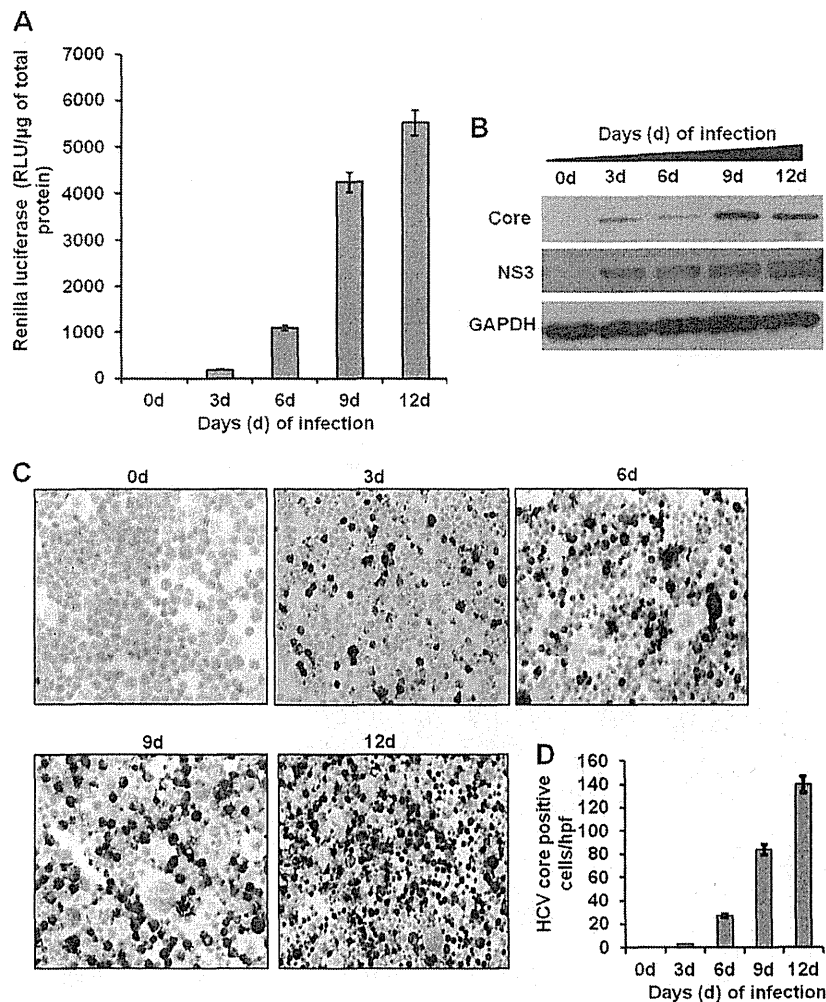 A
7000
6000
5000
4000
3000
2000
1000
0
Renilla luciferase (RLU/µg of total
protein)
0d 3d 6d 9d 12d
Days (d) of infection
B
Days (d) of infection
0d 3d 6d 9d 12d
Core
NS3
GAPDH
C
0d 3d 6d
9d 12d
D
160
140
120
100
80
60
40
20
0
HCV core positive
cells/hpf
0d 3d 6d 9d 12d
Days (d) of infection